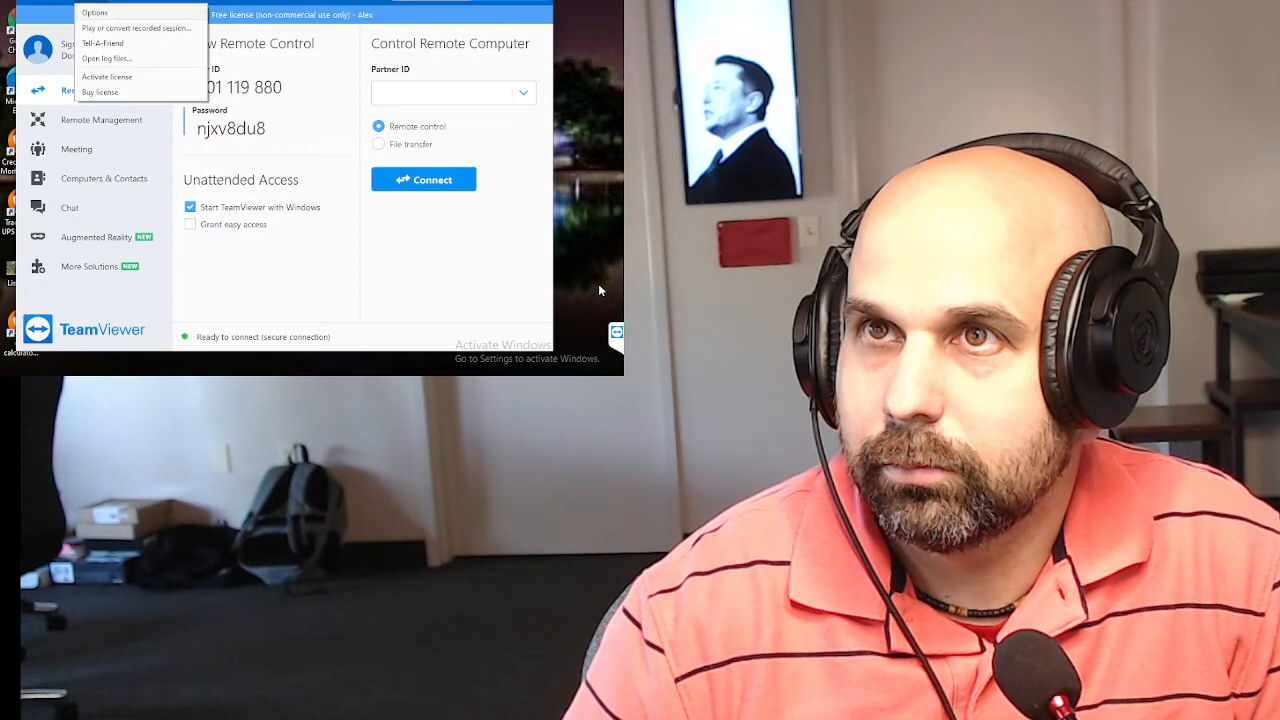 Options
Play or convert recorded session...
Tell-A-Friend
Open log files...
Activate license
Buy license
Free license (non-commercial use only) - Alex
Remote Control
ID
01 119 880
Password
njxv8du8
Unattended Access
Start TeamViewer with Windows
Grant easy access
Control Remote Computer
Partner ID
Remote control
File transfer
Connect
Remote Management
Meeting
Computers & Contacts
Chat
Augmented Reality NEW
More Solutions NEW
TeamViewer
Ready to connect (secure connection)
Activate Windows
Go to Settings to activate Windows.
calculato...